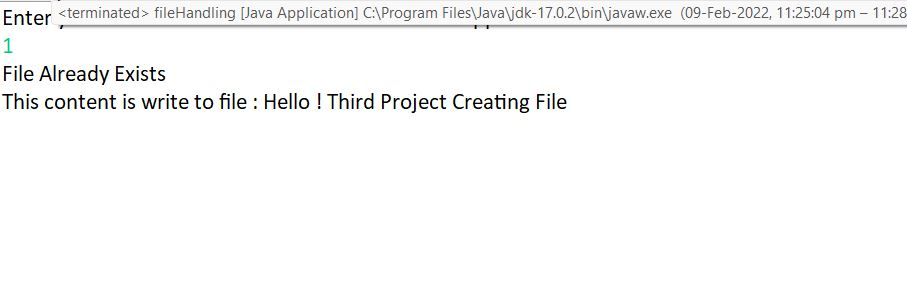 Enter
<terminated> fileHandling [Java Application] C:\Program Files\Java\jdk-17.0.2\bin\javaw.exe (09-Feb-2022, 11:25:04 pm – 11:28
1
File Already Exists
This content is write to file : Hello ! Third Project Creating File